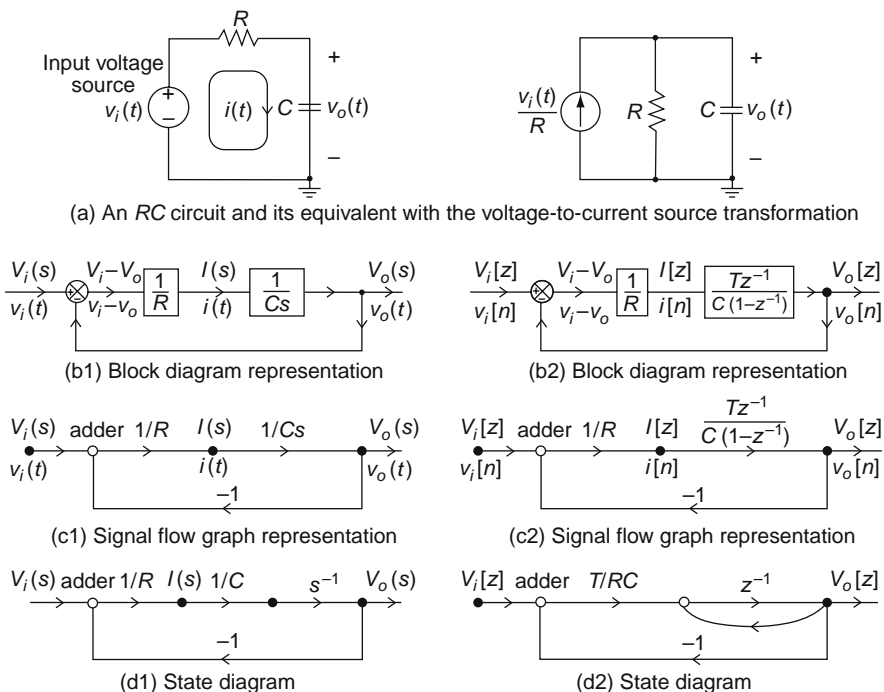 R
+
Input voltage
source
v_i(t)
+
−
i(t)
C
v_o(t)
−
v_i(t)
R
R
+
C
v_o(t)
−
(a) An RC circuit and its equivalent with the voltage-to-current source transformation
V_i(s) V_i−V_o 1/R I(s) 1/Cs V_o(s)
v_i(t) + − v_i−v_o i(t) v_o(t)
(b1) Block diagram representation
V_i[z] V_i−V_o 1/R I[z] Tz^−1/C(1−z^−1) V_o[z]
v_i[n] + − v_i−v_o i[n] v_o[n]
(b2) Block diagram representation
V_i(s) adder 1/R I(s) 1/Cs V_o(s)
v_i(t) i(t) v_o(t)
−1
(c1) Signal flow graph representation
V_i[z] adder 1/R I[z] Tz^−1/C(1−z^−1) V_o[z]
v_i[n] i[n] v_o[n]
−1
(c2) Signal flow graph representation
V_i(s) adder 1/R I(s) 1/C s^−1 V_o(s)
−1
(d1) State diagram
V_i[z] adder T/RC z^−1 V_o[z]
−1
(d2) State diagram